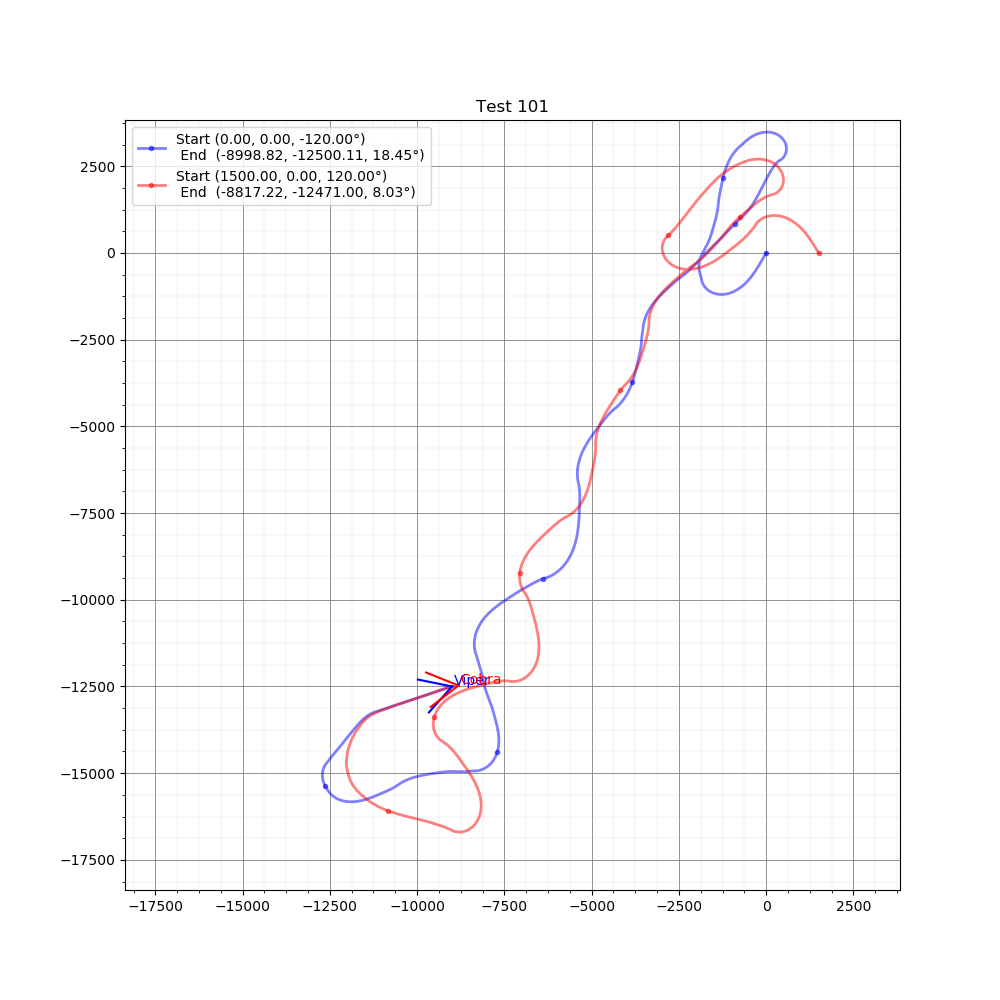 Test 101
Start (0.00, 0.00, -120.00°)
End (-8998.82, -12500.11, 18.45°)
Start (1500.00, 0.00, 120.00°)
End (-8817.22, -12471.00, 8.03°)
2500
0
−2500
−5000
−7500
−10000
−12500
−15000
−17500
Viper
Cobra
−17500 −15000 −12500 −10000 −7500 −5000 −2500 0 2500